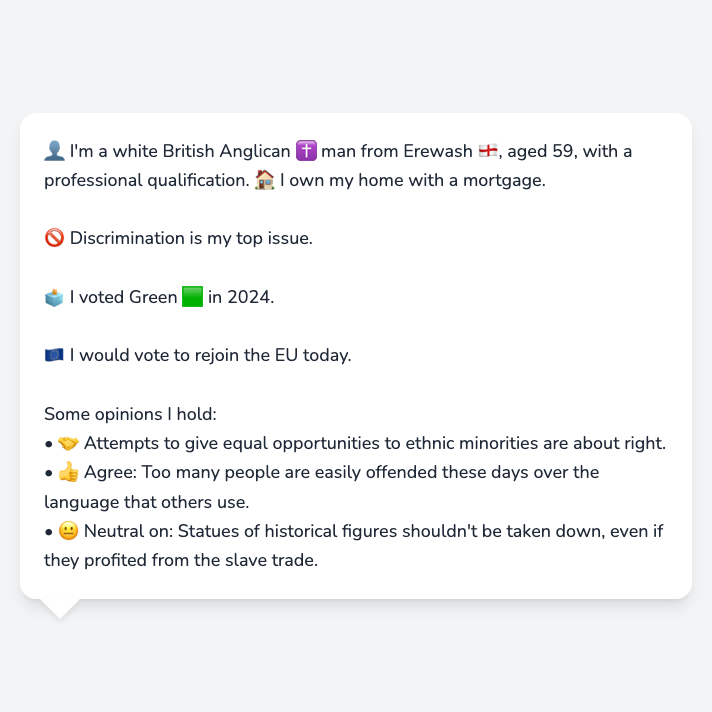 👤 I'm a white British Anglican ✝️ man from Erewash 🏴󠁧󠁢󠁥󠁮󠁧󠁿, aged 59, with a
professional qualification. 🏠 I own my home with a mortgage.
🚫 Discrimination is my top issue.
🗳️ I voted Green 🟩 in 2024.
🇪🇺 I would vote to rejoin the EU today.
Some opinions I hold:
• 🤝 Attempts to give equal opportunities to ethnic minorities are about right.
• 👍 Agree: Too many people are easily offended these days over the
language that others use.
• 😐 Neutral on: Statues of historical figures shouldn't be taken down, even if
they profited from the slave trade.